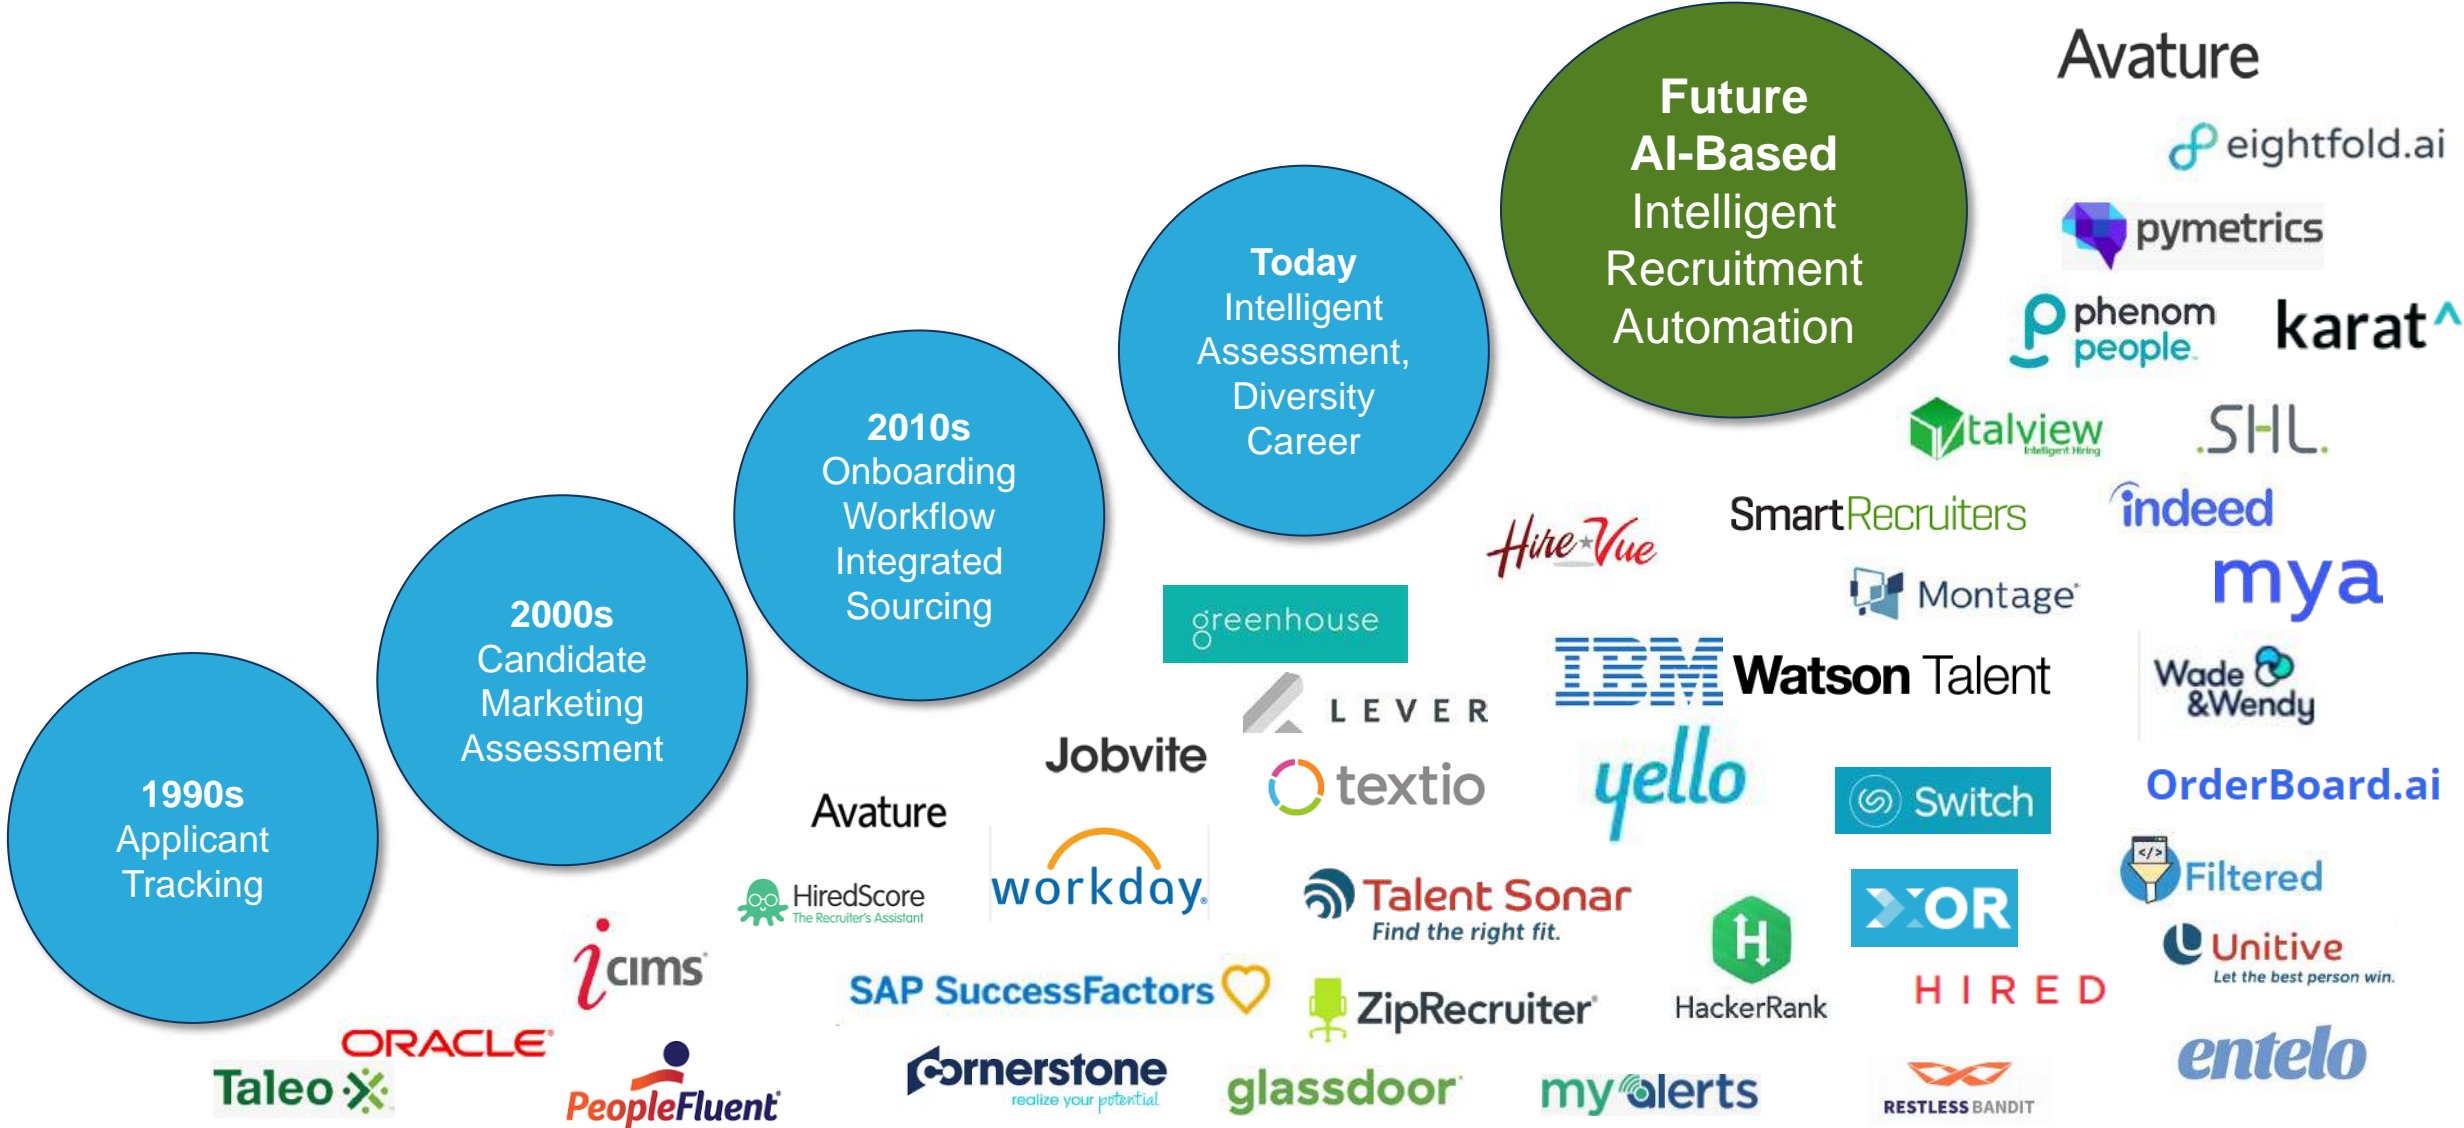 1990s
Applicant
Tracking
2000s
Candidate
Marketing
Assessment
2010s
Onboarding
Workflow
Integrated
Sourcing
Today
Intelligent
Assessment,
Diversity
Career
Future
AI-Based
Intelligent
Recruitment
Automation
Avature
eightfold.ai
pymetrics
phenom
people
karat^
talview
Intelligent Hiring
.SHL.
HireVue
SmartRecruiters
indeed
greenhouse
Montage
mya
LEVER
IBM Watson Talent
Wade
&Wendy
Jobvite
textio
yello
Switch
OrderBoard.ai
Avature
workday.
HiredScore
The Recruiter's Assistant
Talent Sonar
Find the right fit.
HackerRank
XOR
Filtered
icims
SAP SuccessFactors
ZipRecruiter
HIRED
Unitive
Let the best person win.
ORACLE
Taleo
PeopleFluent
cornerstone
realize your potential
glassdoor
myalerts
RESTLESS BANDIT
entelo